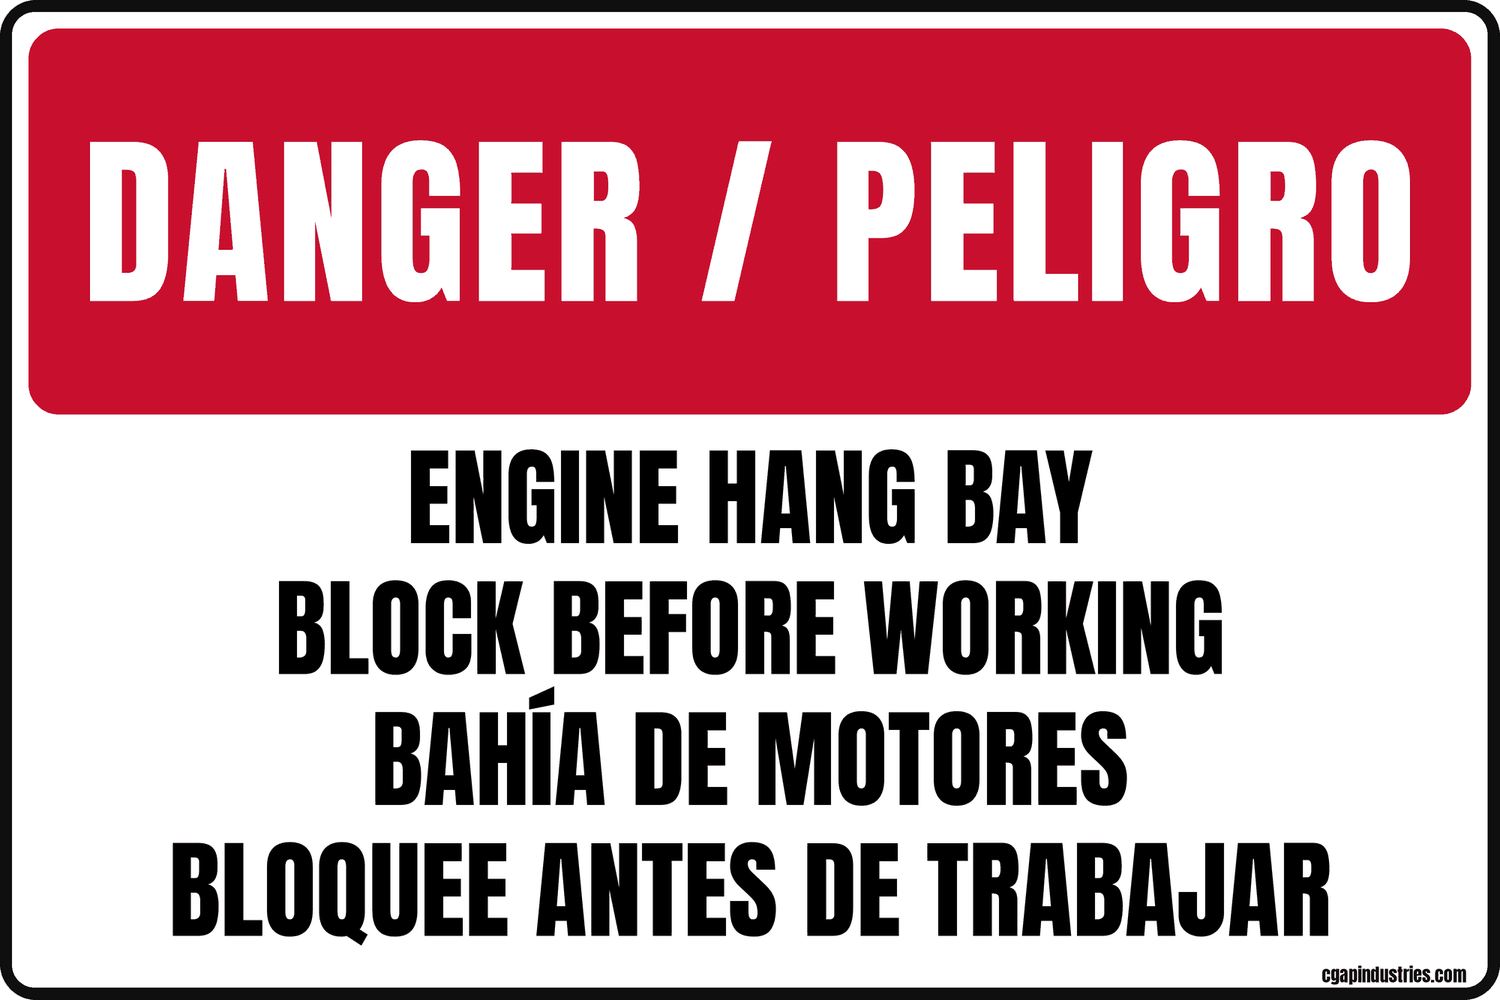 DANGER / PELIGRO
ENGINE HANG BAY
BLOCK BEFORE WORKING
BAHÍA DE MOTORES
BLOQUEE ANTES DE TRABAJAR
cgapindustries.com